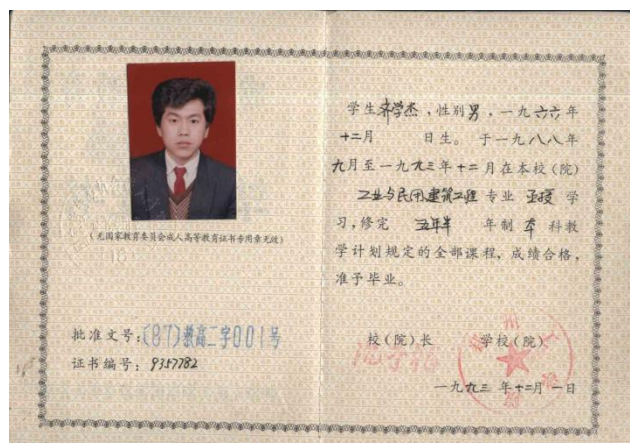 (无国家教育委员会成人高等教育证书专用章无效)
批准文号:(87)教高二字001号
证书编号:9357782
学生齐学杰,性别男,一九六六年
十二月 日生。于一九八八年
九月至一九九三年十二月在本校(院)
工业与民用建筑工程专业 函授 学
习,修完 五年半 年制 本 科教
学计划规定的全部课程,成绩合格,
准予毕业。
校(院)长 学校(院)
一九九三年十二月一日